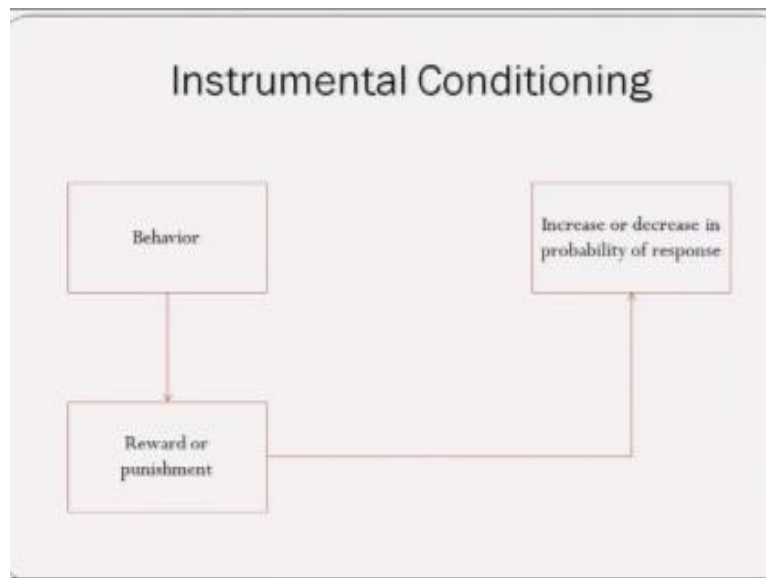 Instrumental Conditioning
Behavior
Increase or decrease in
probability of response
Reward or
punishment